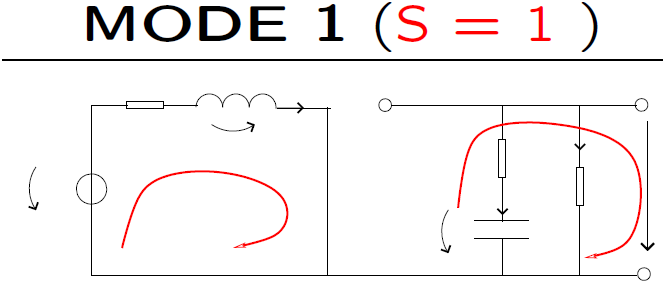 MODE 1 (S = 1 )